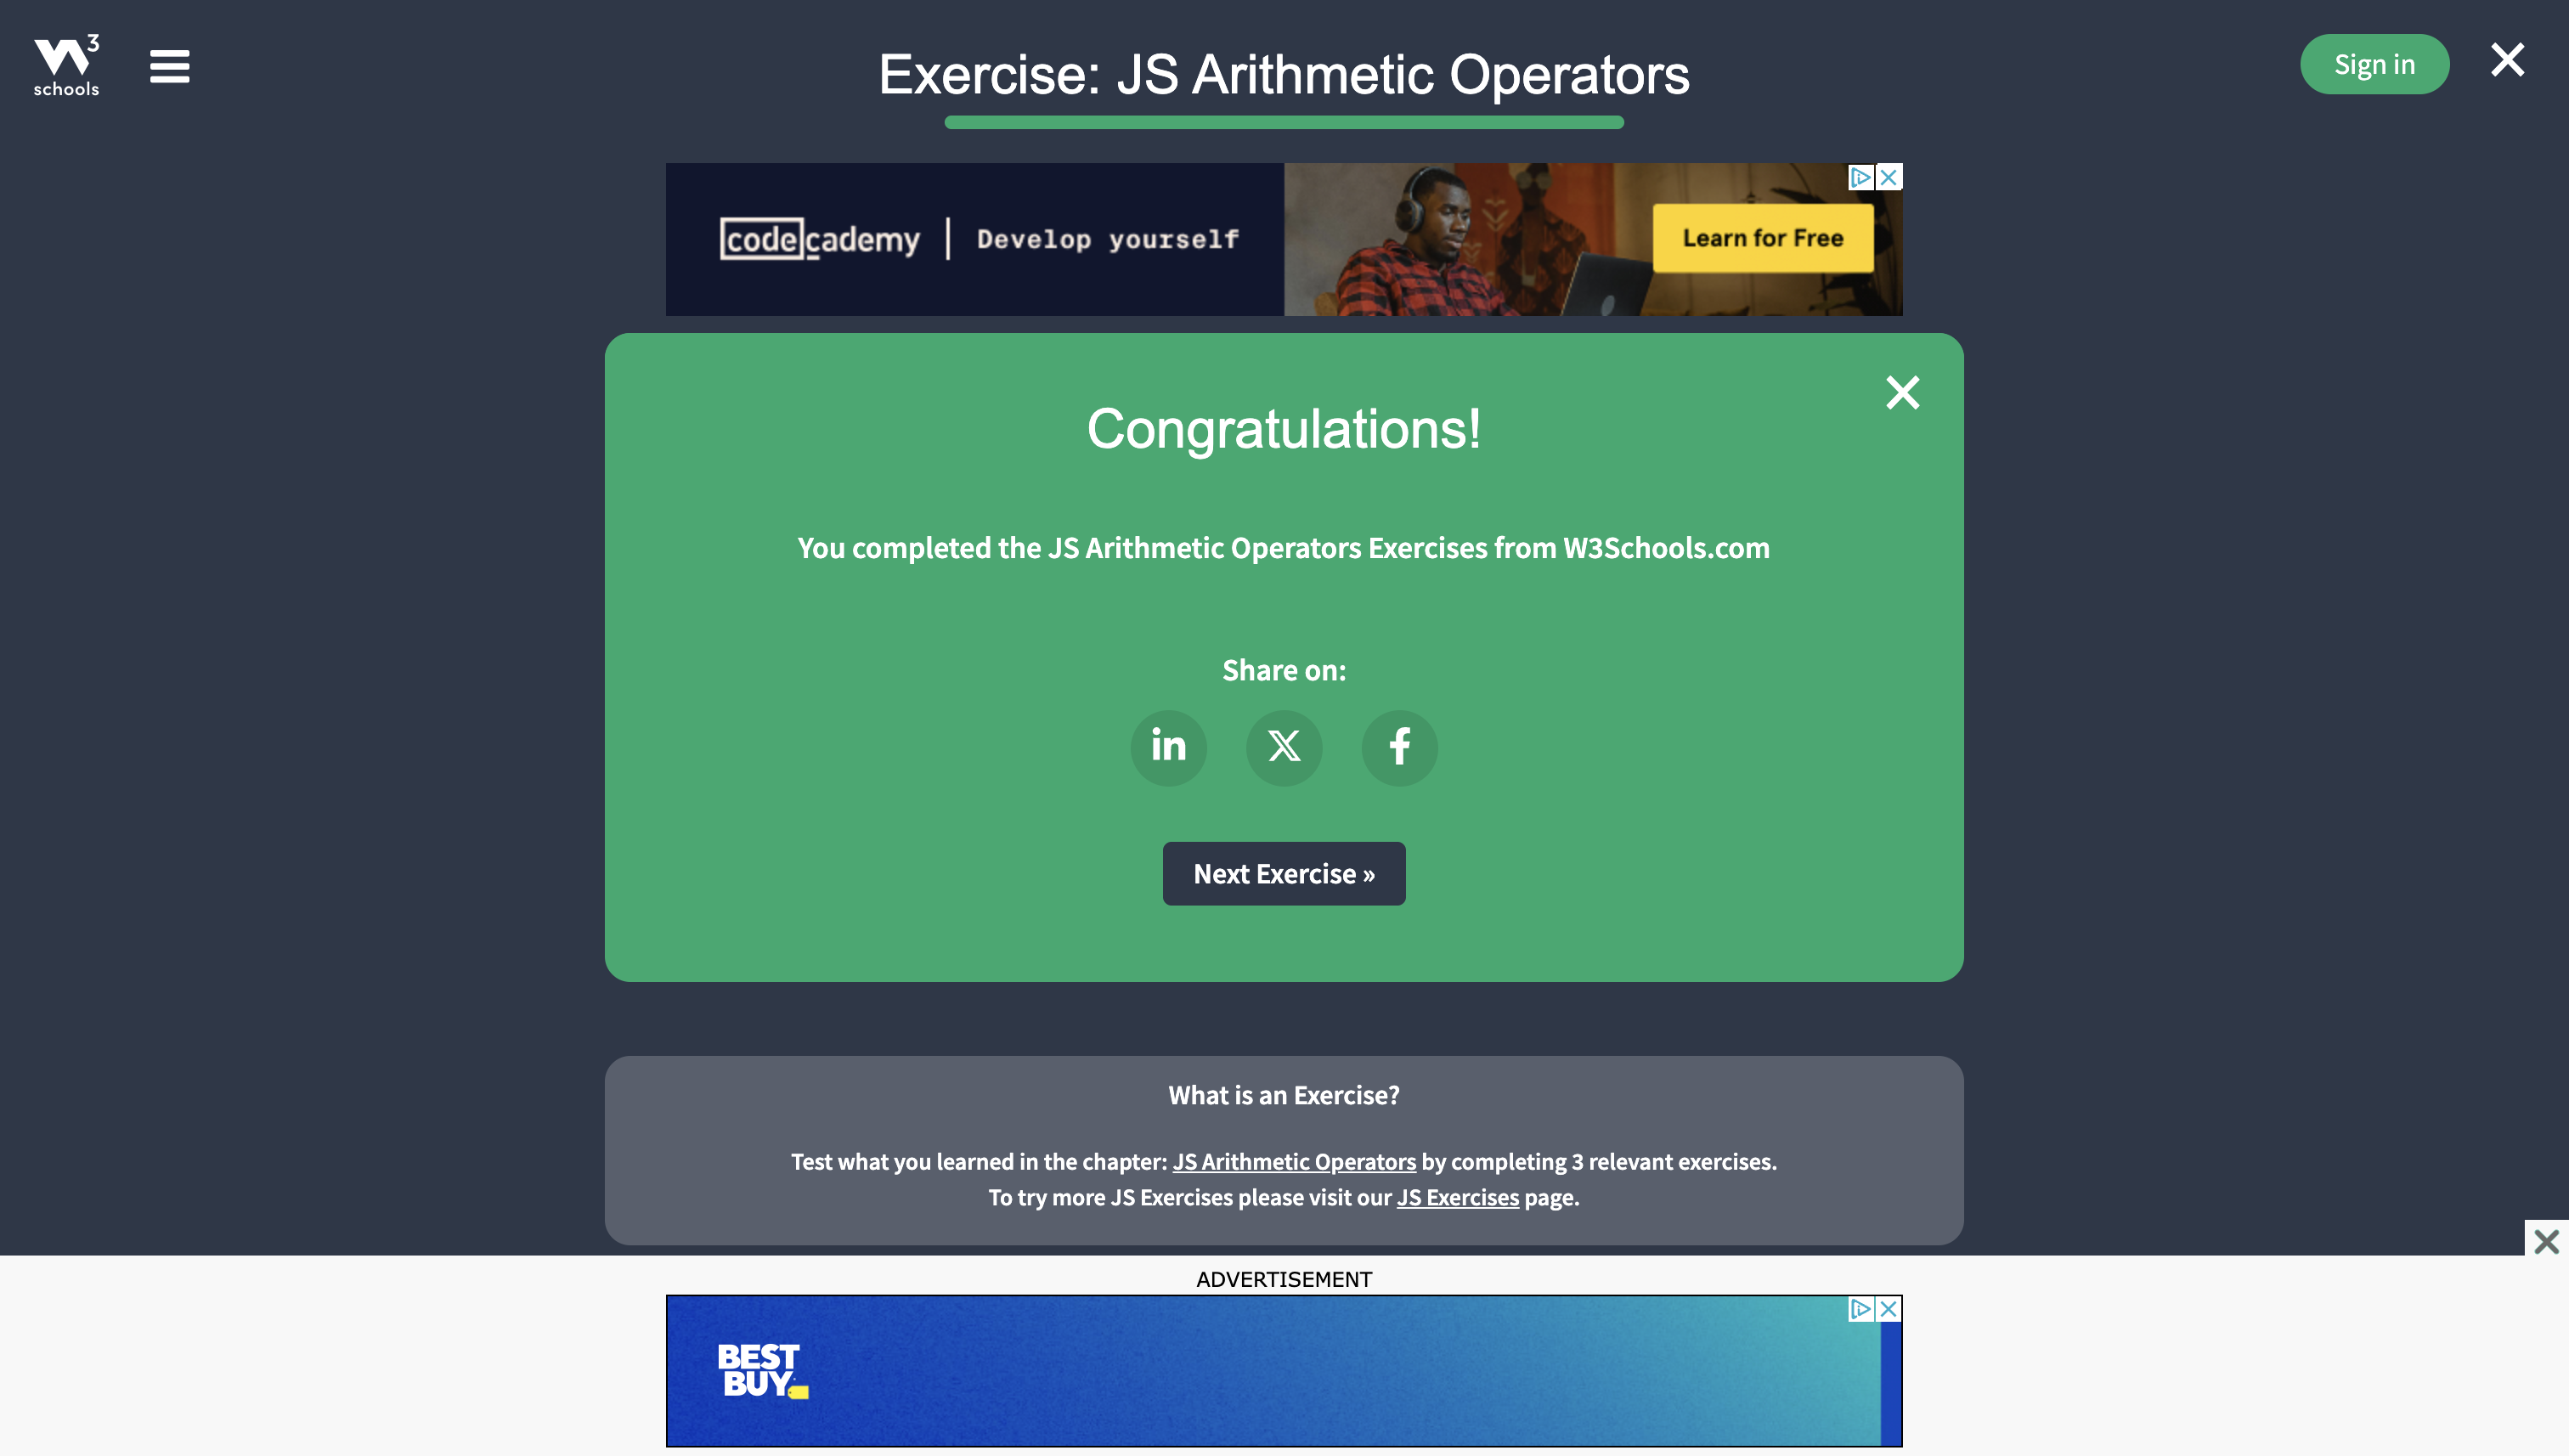 W3
schools
Exercise: JS Arithmetic Operators
Sign in
codecademy | Develop yourself
Learn for Free
Congratulations!
You completed the JS Arithmetic Operators Exercises from W3Schools.com
Share on:
in X f
Next Exercise »
What is an Exercise?
Test what you learned in the chapter: JS Arithmetic Operators by completing 3 relevant exercises.
To try more JS Exercises please visit our JS Exercises page.
ADVERTISEMENT
BEST
BUY